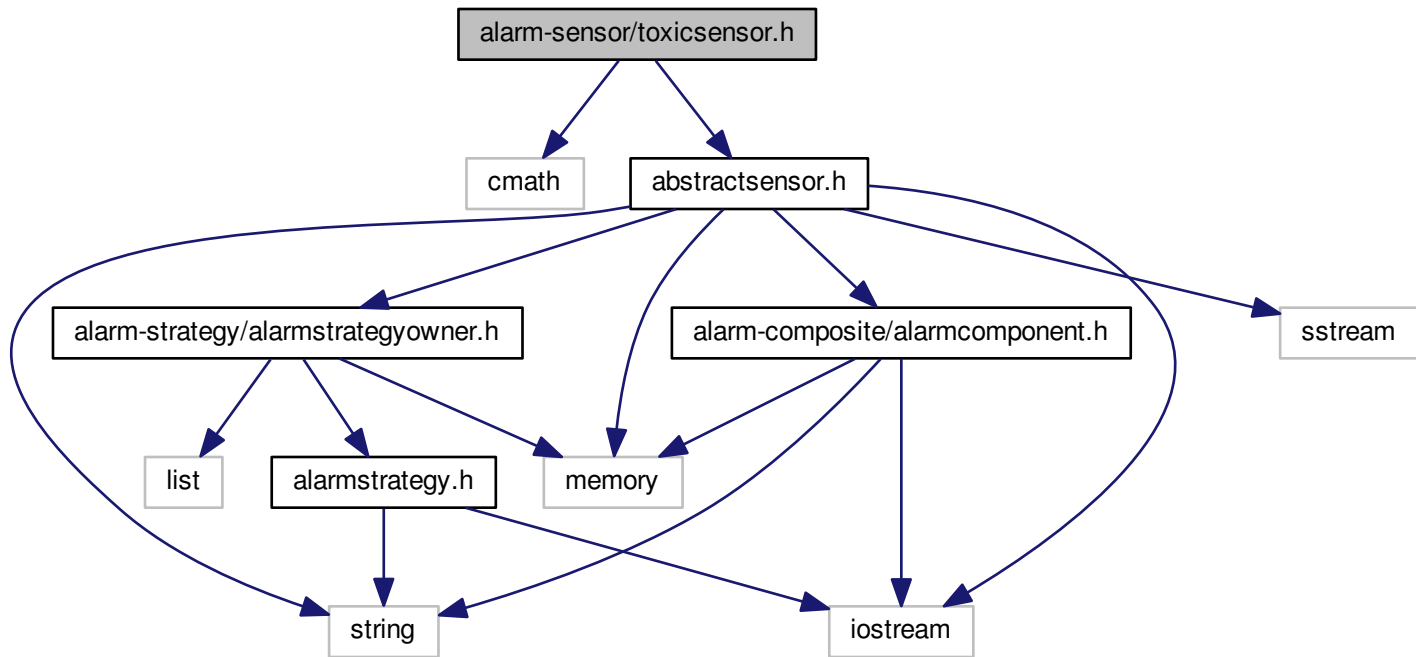 alarm-sensor/toxicsensor.h
cmath
abstractsensor.h
alarm-strategy/alarmstrategyowner.h
alarm-composite/alarmcomponent.h
sstream
list
alarmstrategy.h
memory
string
iostream